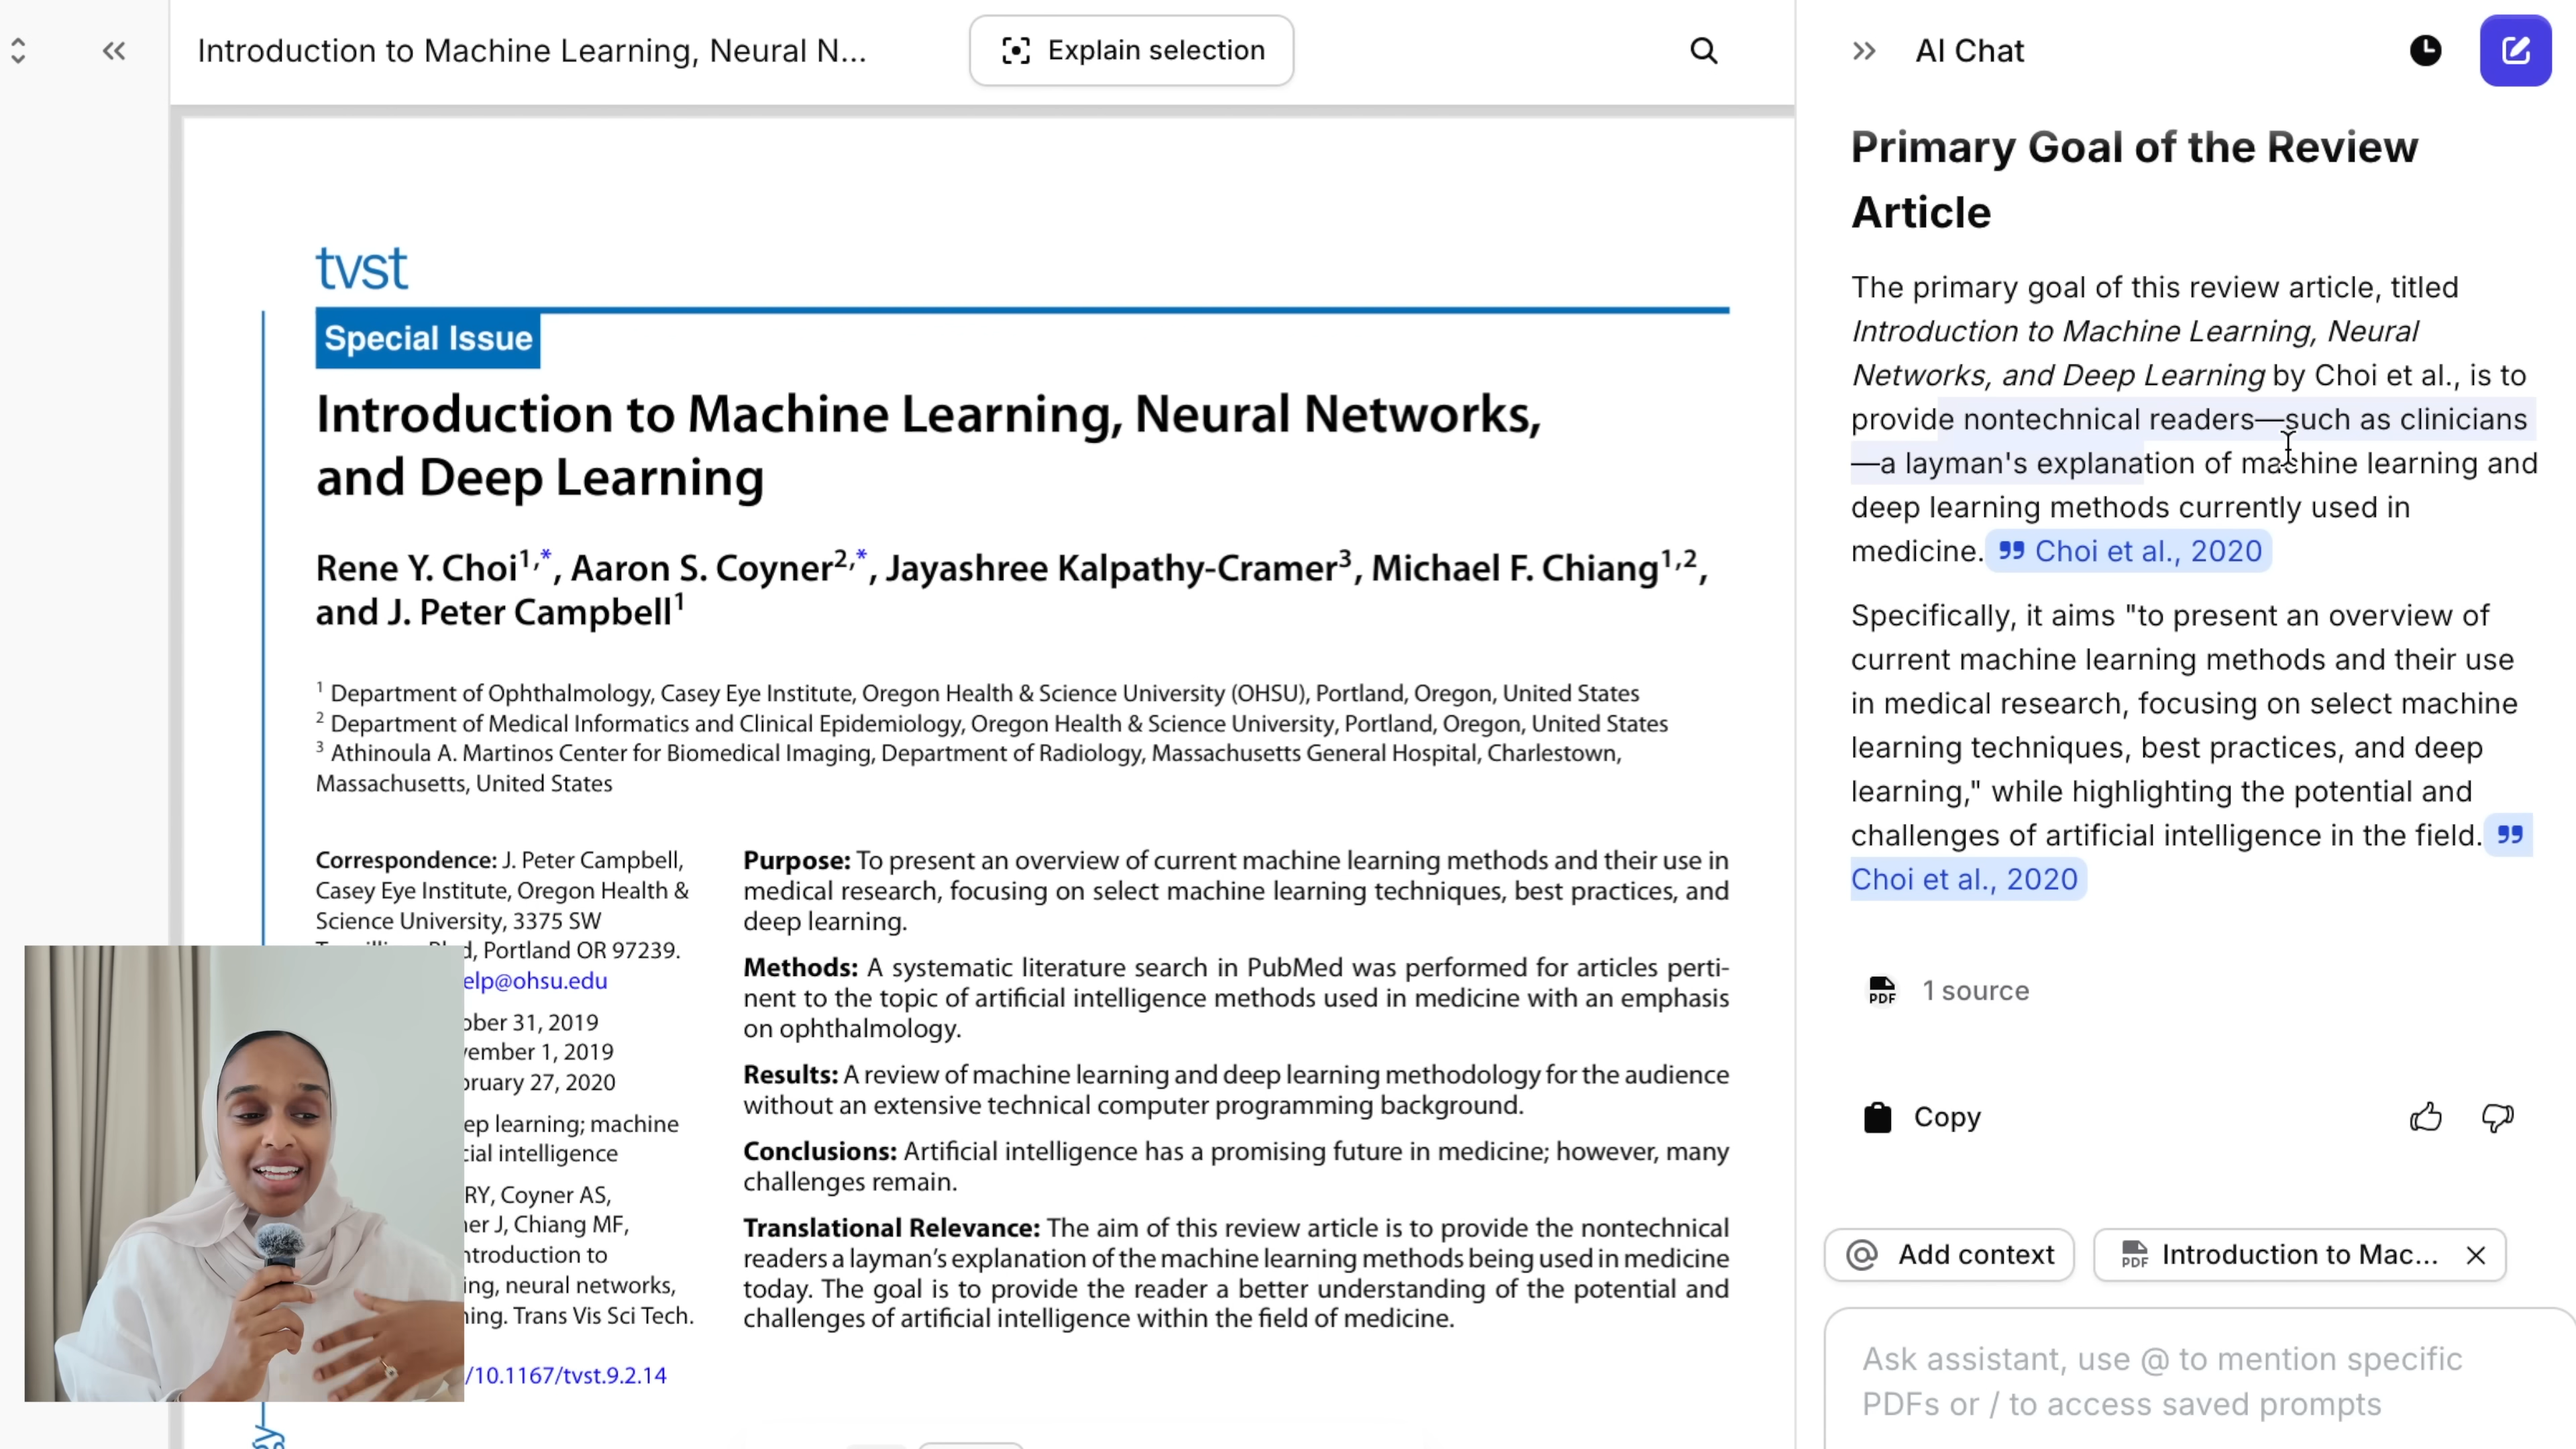 Introduction to Machine Learning, Neural N...
Explain selection
tvst
Special Issue
Introduction to Machine Learning, Neural Networks,
and Deep Learning
Rene Y. Choi1,*, Aaron S. Coyner2,*, Jayashree Kalpathy-Cramer3, Michael F. Chiang1,2,
and J. Peter Campbell1
1 Department of Ophthalmology, Casey Eye Institute, Oregon Health & Science University (OHSU), Portland, Oregon, United States
2 Department of Medical Informatics and Clinical Epidemiology, Oregon Health & Science University, Portland, Oregon, United States
3 Athinoula A. Martinos Center for Biomedical Imaging, Department of Radiology, Massachusetts General Hospital, Charlestown,
Massachusetts, United States
Correspondence: J. Peter Campbell,
Casey Eye Institute, Oregon Health &
Science University, 3375 SW
Portland OR 97239.
elp@ohsu.edu
31, 2019
1, 2019
27, 2020
learning; machine
intelligence
RY, Coyner AS,
J, Chiang MF,
ntroduction to
ing, neural networks,
Trans Vis Sci Tech.
/10.1167/tvst.9.2.14
Purpose: To present an overview of current machine learning methods and their use in
medical research, focusing on select machine learning techniques, best practices, and
deep learning.
Methods: A systematic literature search in PubMed was performed for articles perti-
nent to the topic of artificial intelligence methods used in medicine with an emphasis
on ophthalmology.
Results: A review of machine learning and deep learning methodology for the audience
without an extensive technical computer programming background.
Conclusions: Artificial intelligence has a promising future in medicine; however, many
challenges remain.
Translational Relevance: The aim of this review article is to provide the nontechnical
readers a layman’s explanation of the machine learning methods being used in medicine
today. The goal is to provide the reader a better understanding of the potential and
challenges of artificial intelligence within the field of medicine.
AI Chat
Primary Goal of the Review
Article
The primary goal of this review article, titled
Introduction to Machine Learning, Neural
Networks, and Deep Learning by Choi et al., is to
provide nontechnical readers—such as clinicians
—a layman's explanation of machine learning and
deep learning methods currently used in
medicine. Choi et al., 2020
Specifically, it aims "to present an overview of
current machine learning methods and their use
in medical research, focusing on select machine
learning techniques, best practices, and deep
learning," while highlighting the potential and
challenges of artificial intelligence in the field.
Choi et al., 2020
PDF 1 source
Copy
@ Add context
PDF Introduction to Mac...
Ask assistant, use @ to mention specific
PDFs or / to access saved prompts